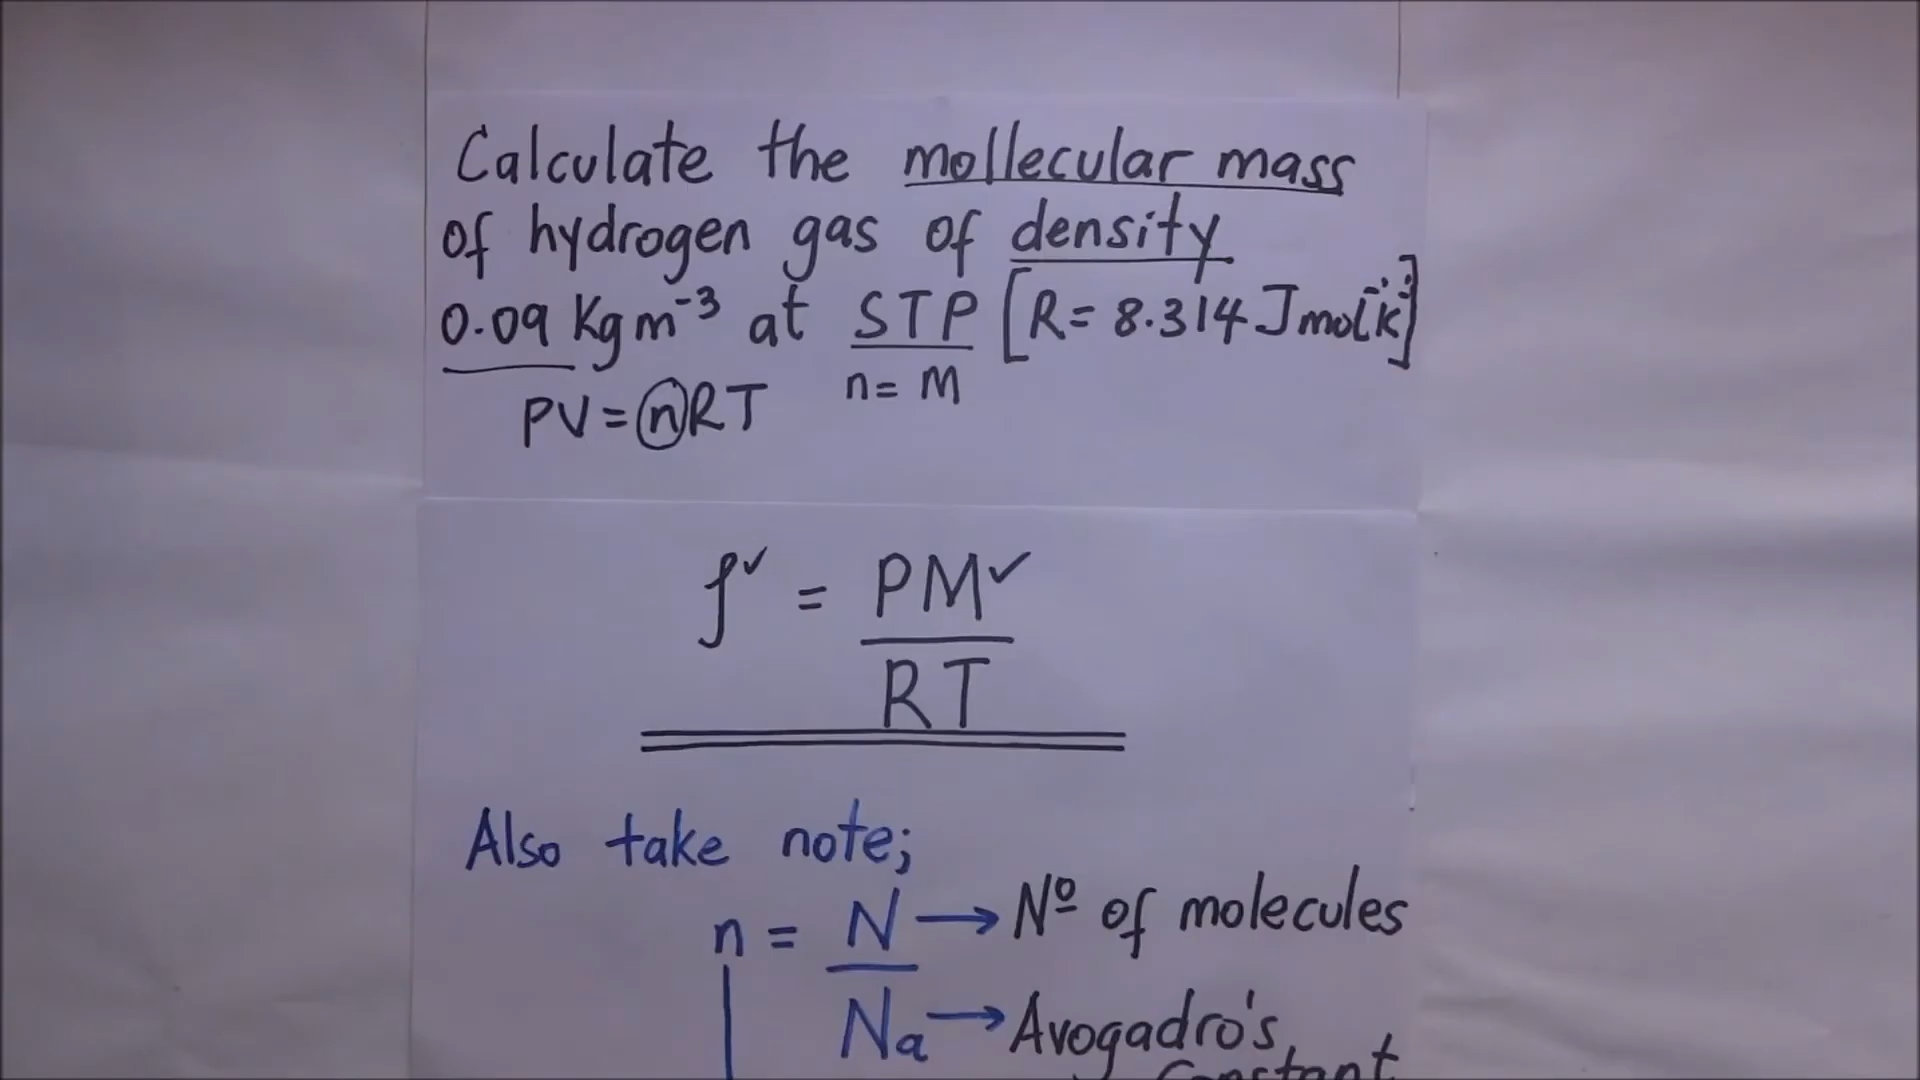 Calculate the mollecular mass
of hydrogen gas of density
0.09 Kgm⁻³ at STP [R= 8.314 Jmol⁻¹k⁻¹]
PV=nRT n= M
ρ✓ = PM✓
RT
Also take note;
n = N → Nº of molecules
Na → Avogadro's
Constant